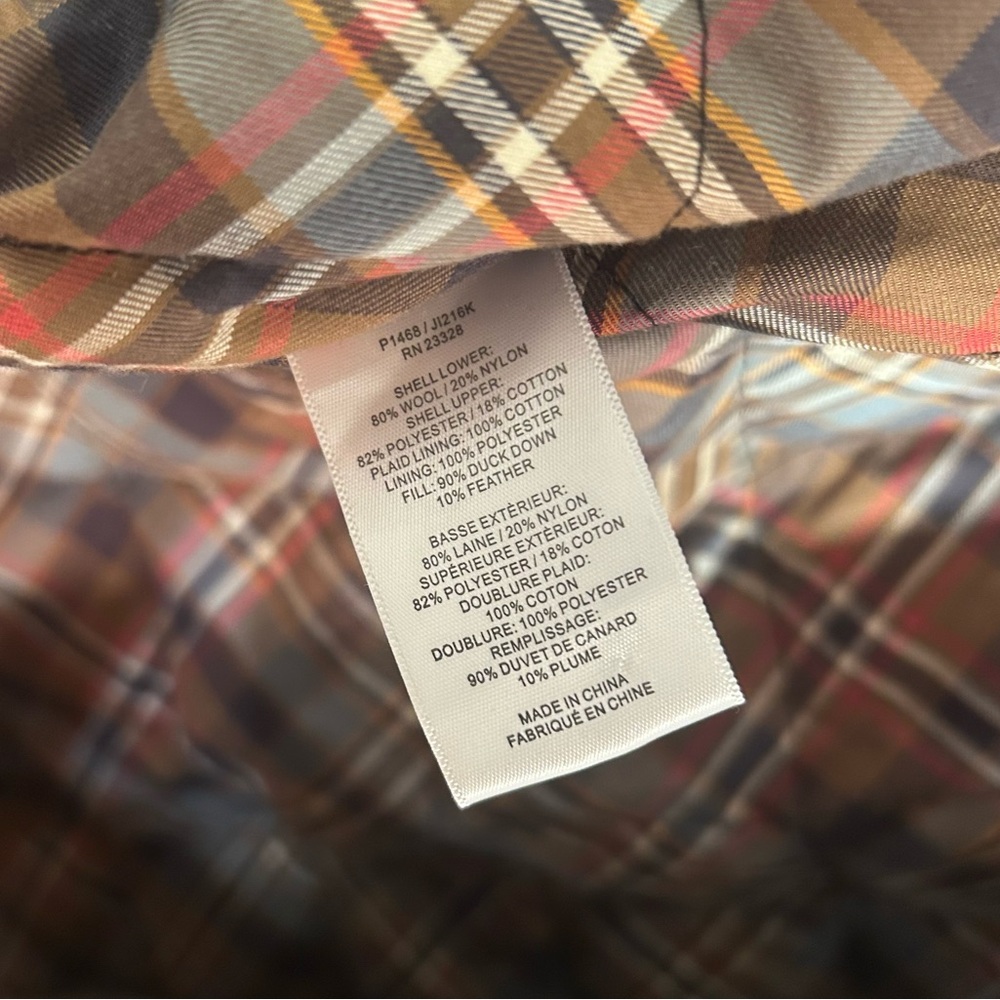 P1468 / JI216K
RN 23328
SHELL LOWER:
80% WOOL / 20% NYLON
SHELL UPPER:
82% POLYESTER / 18% COTTON
PLAID LINING: 100% COTTON
LINING: 100% POLYESTER
FILL: 90% DUCK DOWN
10% FEATHER
BASSE EXTÈRIEUR:
80% LAINE / 20% NYLON
SUPÉRIEURE EXTÉRIEUR:
82% POLYESTER / 18% COTON
DOUBLURE PLAID:
100% COTON
DOUBLURE: 100% POLYESTER
REMPLISSAGE:
90% DUVET DE CANARD
10% PLUME
MADE IN CHINA
FABRIQUÉ EN CHINE